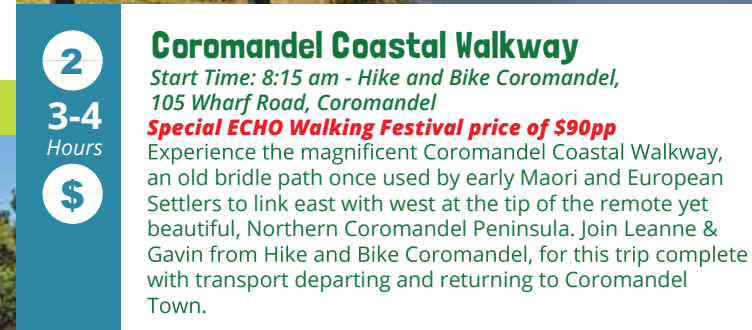 2
3-4
Hours
$
Coromandel Coastal Walkway
Start Time: 8:15 am - Hike and Bike Coromandel,
105 Wharf Road, Coromandel
Special ECHO Walking Festival price of $90pp
Experience the magnificent Coromandel Coastal Walkway,
an old bridle path once used by early Maori and European
Settlers to link east with west at the tip of the remote yet
beautiful, Northern Coromandel Peninsula. Join Leanne &
Gavin from Hike and Bike Coromandel, for this trip complete
with transport departing and returning to Coromandel
Town.